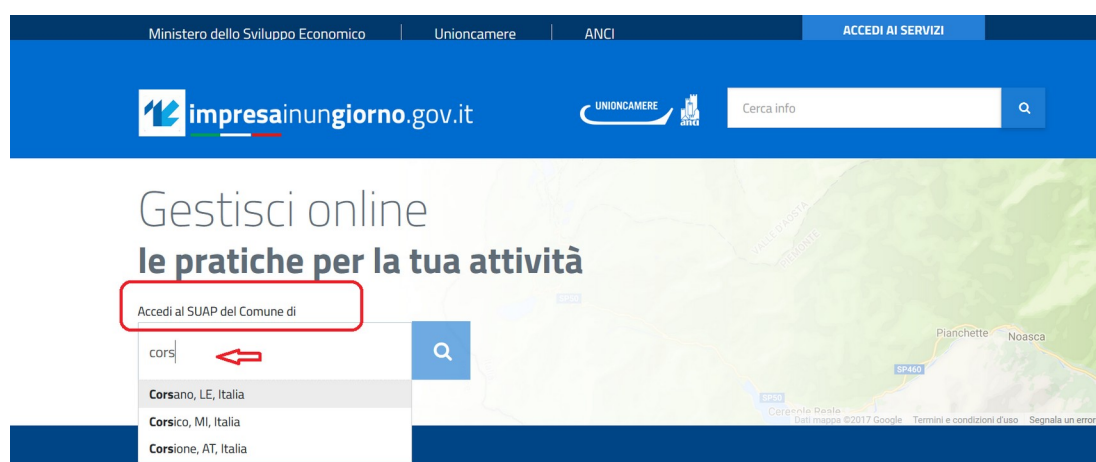 Ministero dello Sviluppo Economico
Unioncamere
ANCI
ACCEDI AI SERVIZI
impresainungiorno.gov.it
UNIONCAMERE
anci
Cerca info
Gestisci online
le pratiche per la tua attività
Accedi al SUAP del Comune di
cors
Corsano, LE, Italia
Corsico, MI, Italia
Corsione, AT, Italia
VALLE D'AOSTA
PIEMONTE
SP50
Pianchette
Noasca
SP460
SP50
Ceresole Reale
Dati mappa ©2017 Google
Termini e condizioni d'uso
Segnala un error